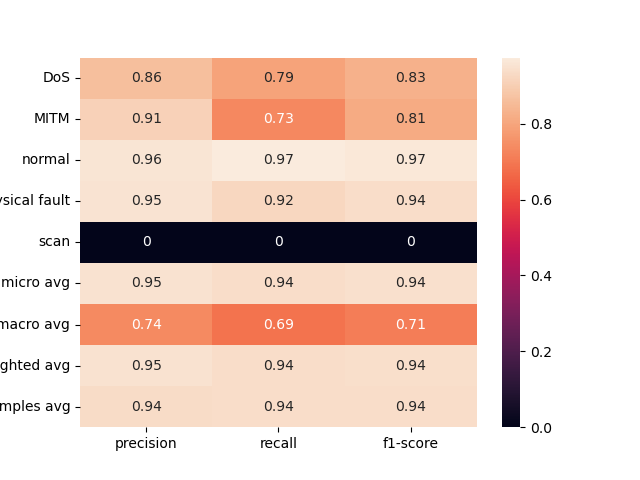 DoS 0.86 0.79 0.83
MITM 0.91 0.73 0.81 0.8
normal 0.96 0.97 0.97
ysical fault 0.95 0.92 0.94 0.6
scan 0 0 0
micro avg 0.95 0.94 0.94 0.4
macro avg 0.74 0.69 0.71
ghted avg 0.95 0.94 0.94 0.2
mples avg 0.94 0.94 0.94
0.0
precision recall f1-score